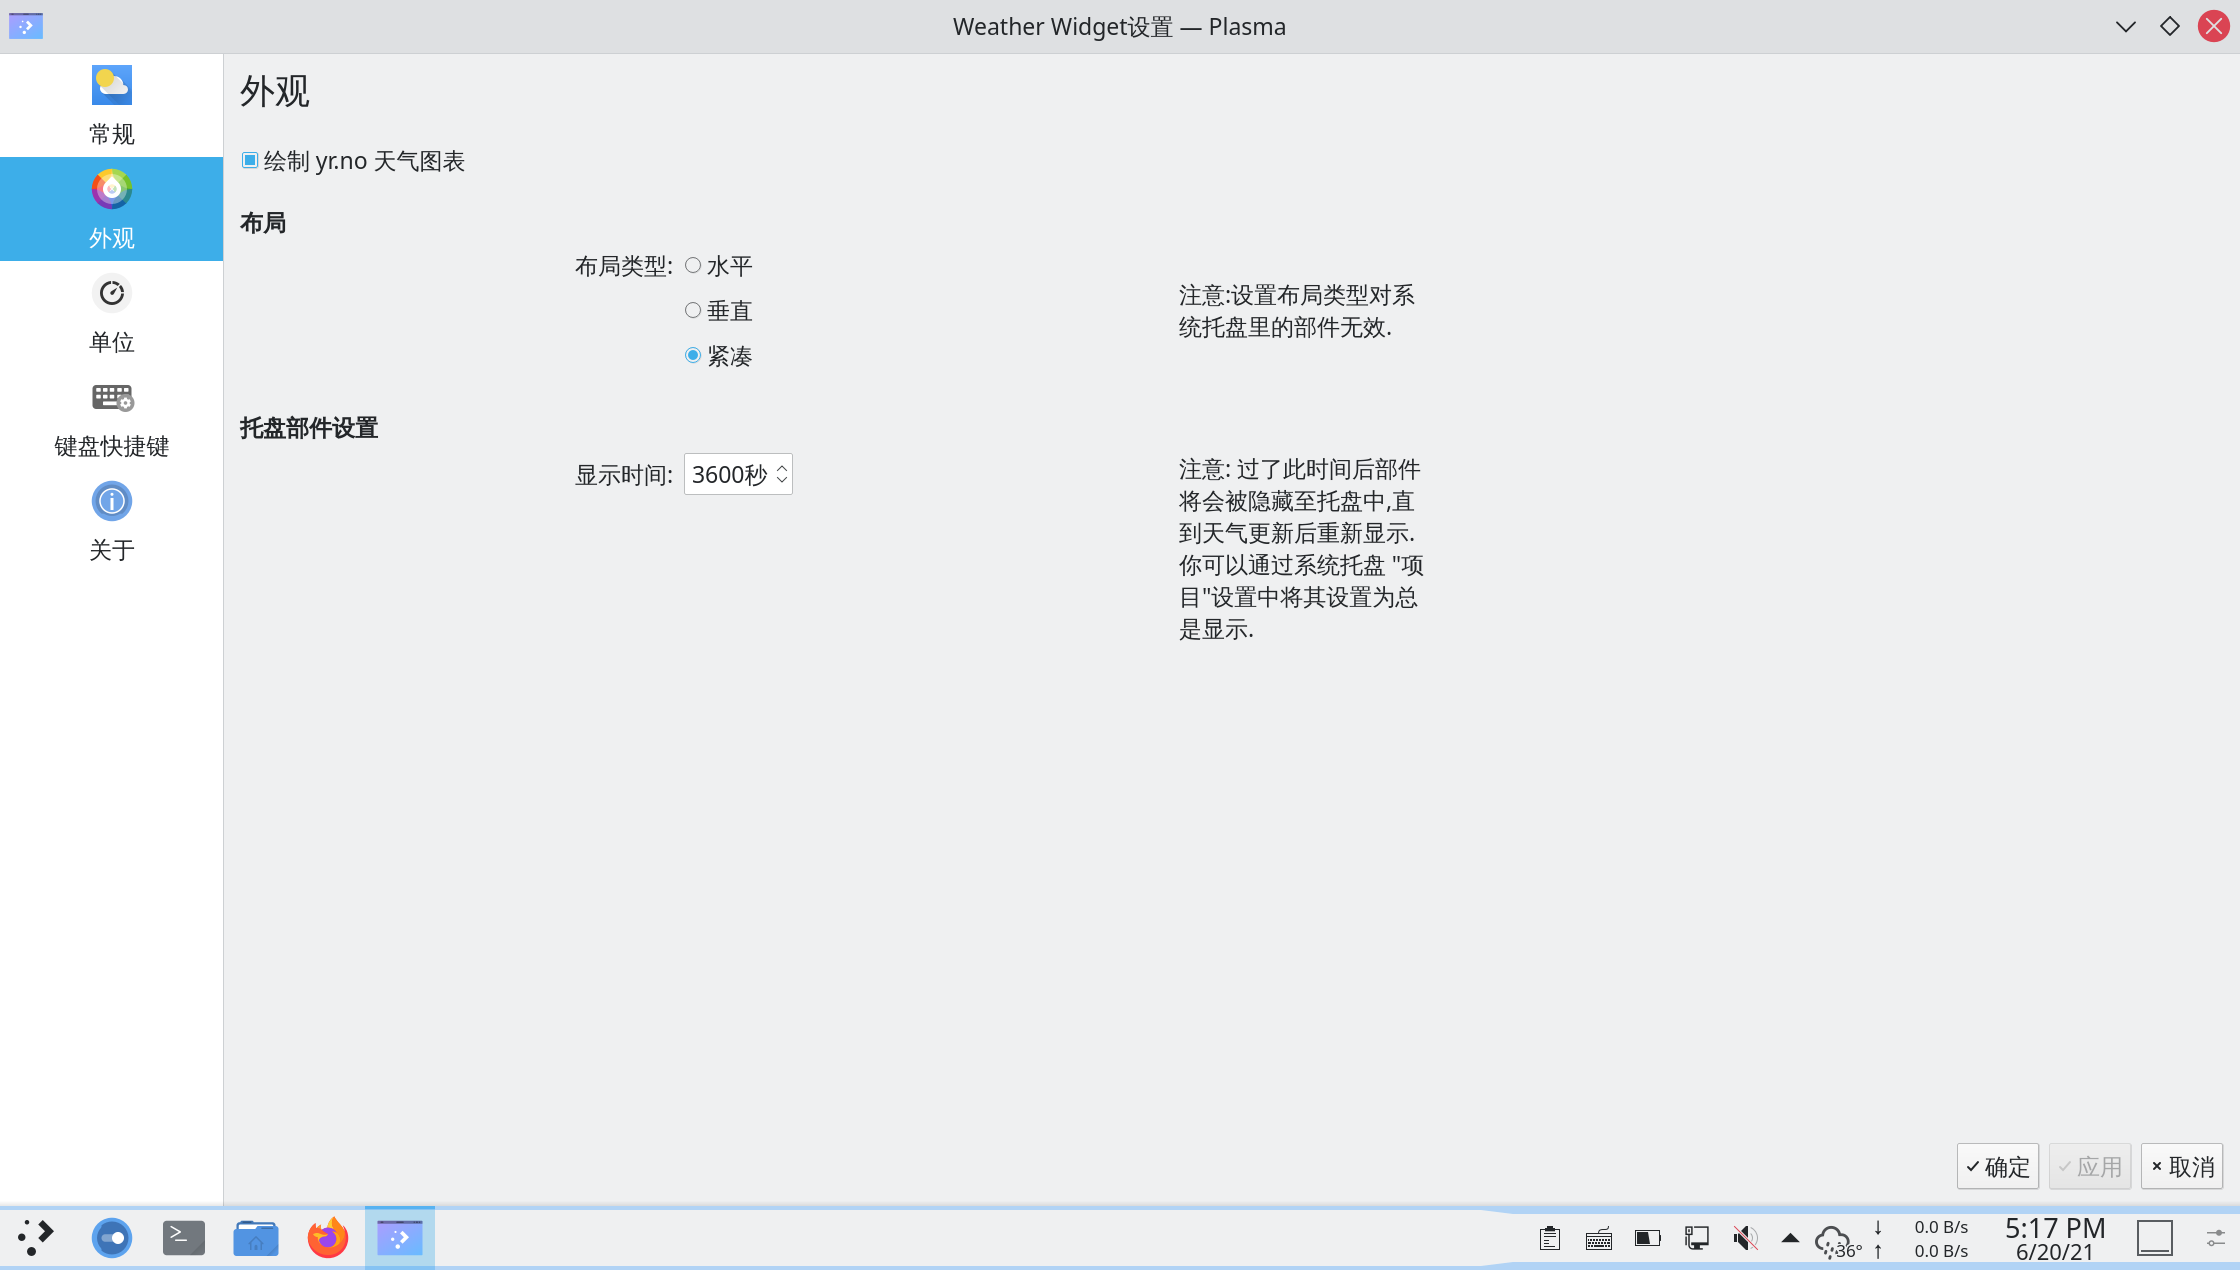 Weather Widget设置 — Plasma
常规
外观
单位
键盘快捷键
关于
外观
绘制 yr.no 天气图表
布局
布局类型:
水平
垂直
紧凑
注意:设置布局类型对系
统托盘里的部件无效.
托盘部件设置
显示时间:
3600秒
注意: 过了此时间后部件
将会被隐藏至托盘中,直
到天气更新后重新显示.
你可以通过系统托盘 "项
目"设置中将其设置为总
是显示.
确定
应用
取消
36°
0.0 B/s
0.0 B/s
5:17 PM
6/20/21